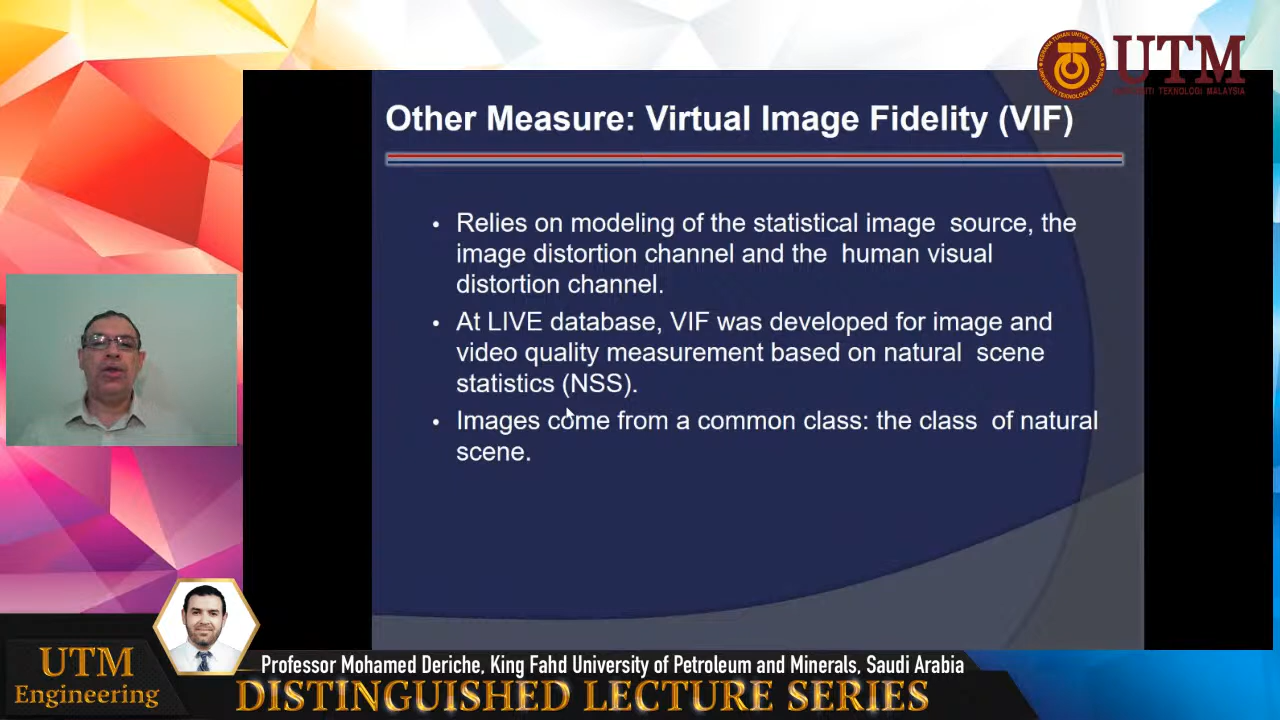 UTM
UNIVERSITI TEKNOLOGI MALAYSIA
Other Measure: Virtual Image Fidelity (VIF)
• Relies on modeling of the statistical image source, the
image distortion channel and the human visual
distortion channel.
• At LIVE database, VIF was developed for image and
video quality measurement based on natural scene
statistics (NSS).
• Images come from a common class: the class of natural
scene.
UTM
Engineering
Professor Mohamed Deriche, King Fahd University of Petroleum and Minerals, Saudi Arabia
DISTINGUISHED LECTURE SERIES